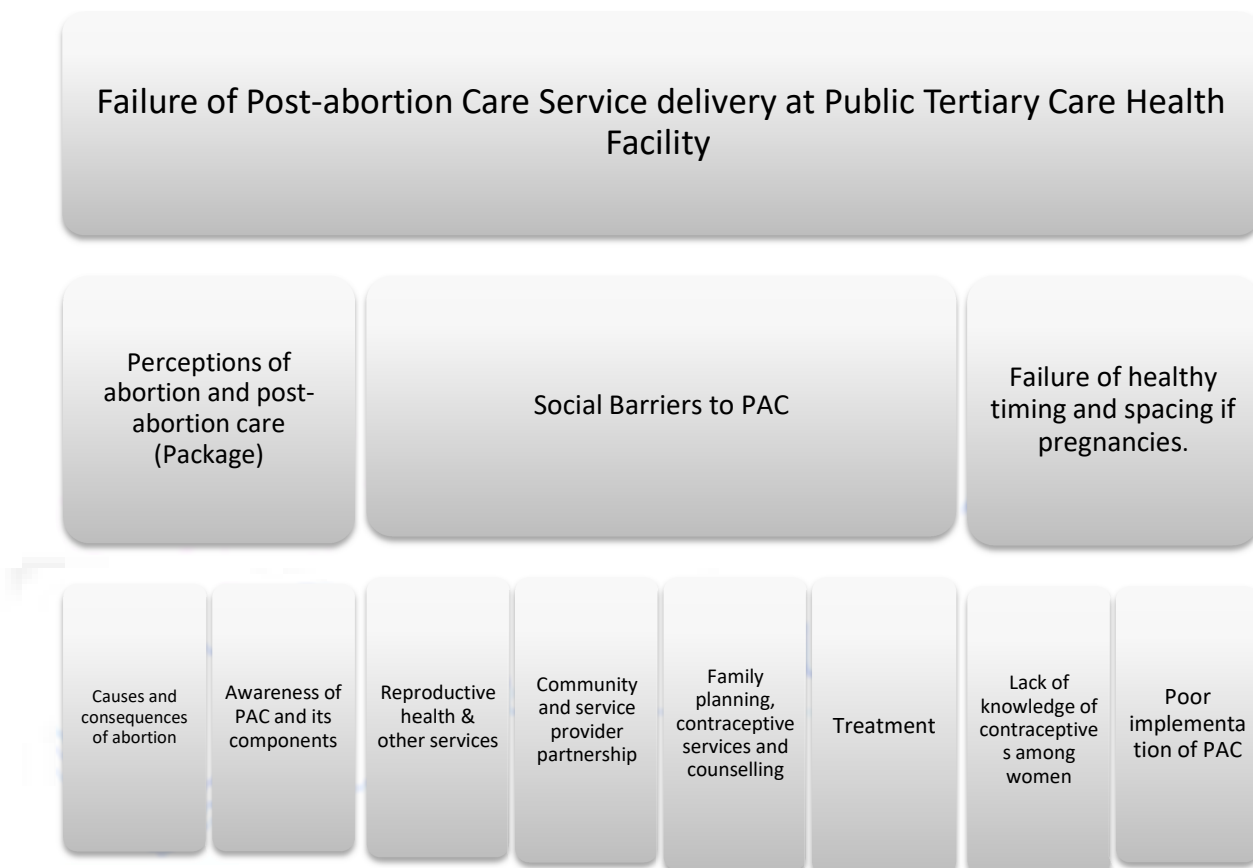 Failure of Post-abortion Care Service delivery at Public Tertiary Care Health
Facility
Perceptions of
abortion and post-
abortion care
(Package)
Social Barriers to PAC
Failure of healthy
timing and spacing if
pregnancies.
Causes and
consequences
of abortion
Awareness of
PAC and its
components
Reproductive
health &
other services
Community
and service
provider
partnership
Family
planning,
contraceptive
services and
counselling
Treatment
Lack of
knowledge of
contraceptive
s among
women
Poor
implementa
tion of PAC